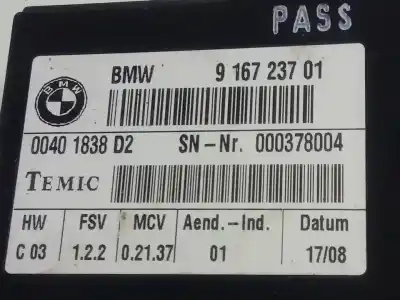 PASS
BMW
BMW 9 167 237 01
0040 1838 D2 SN-Nr. 000378004
TEMIC
HW FSV MCV Aend.-Ind. Datum
C 03 1.2.2 0.21.37 01 17/08